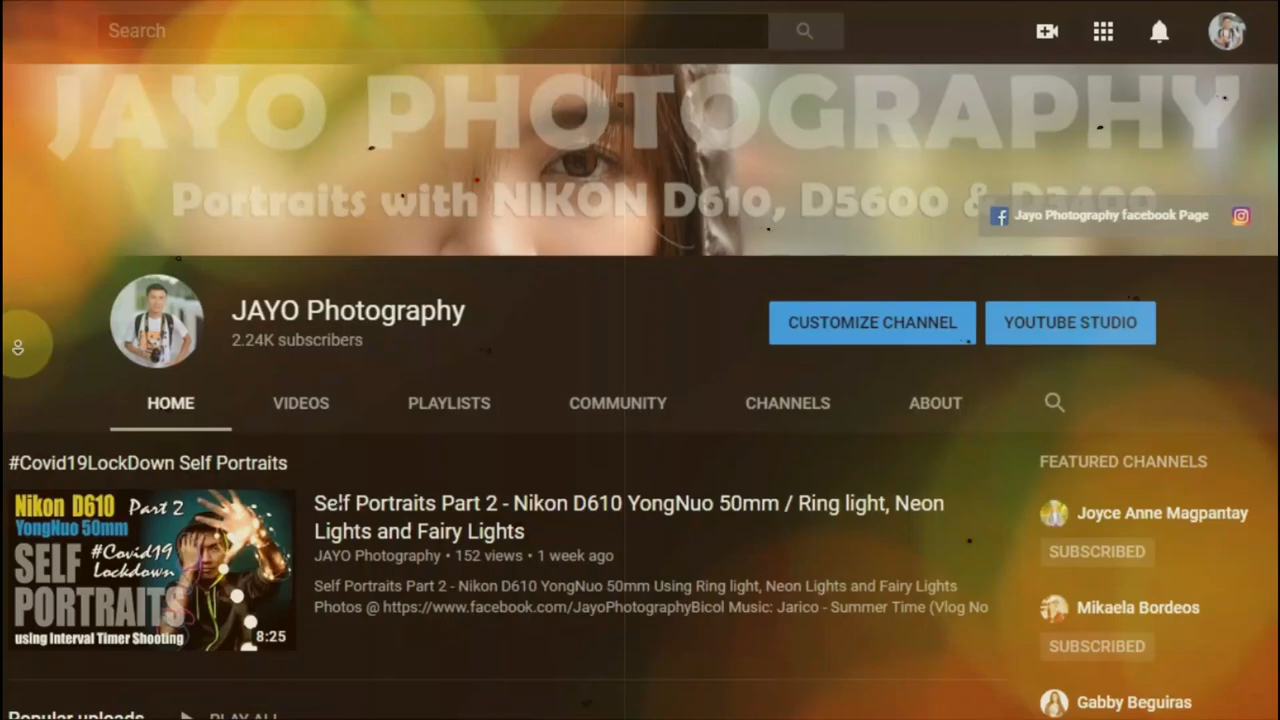 Search
JAYO PHOTOGRAPHY
Portraits with NIKON D610, D5600 & D3400
Jayo Photography facebook Page
JAYO Photography
2.24K subscribers
CUSTOMIZE CHANNEL
YOUTUBE STUDIO
HOME
VIDEOS
PLAYLISTS
COMMUNITY
CHANNELS
ABOUT
#Covid19LockDown Self Portraits
Nikon D610 Part 2
YongNuo 50mm
#Covid19
Lockdown
SELF
PORTRAITS
using Interval Timer Shooting
8:25
Self Portraits Part 2 - Nikon D610 YongNuo 50mm / Ring light, Neon
Lights and Fairy Lights
JAYO Photography • 152 views • 1 week ago
Self Portraits Part 2 - Nikon D610 YongNuo 50mm Using Ring light, Neon Lights and Fairy Lights
Photos @ https://www.facebook.com/JayoPhotographyBicol Music: Jarico - Summer Time (Vlog No
FEATURED CHANNELS
Joyce Anne Magpantay
SUBSCRIBED
Mikaela Bordeos
SUBSCRIBED
Gabby Beguiras
Popular uploads
PLAY ALL